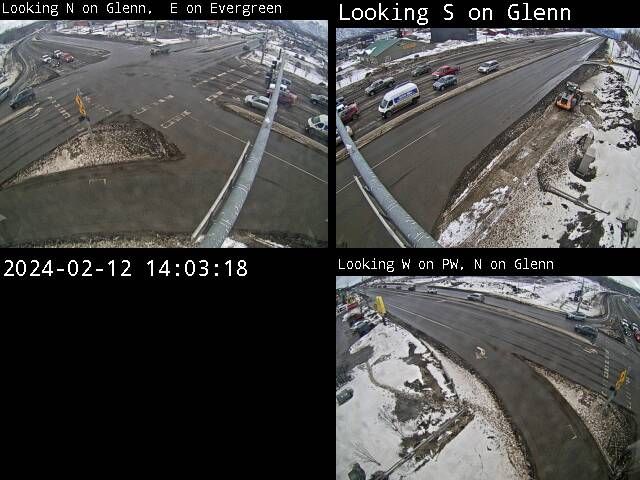 Looking N on Glenn,  E on Evergreen
Looking S on Glenn
2024-02-12 14:03:18
Looking W on PW, N on Glenn